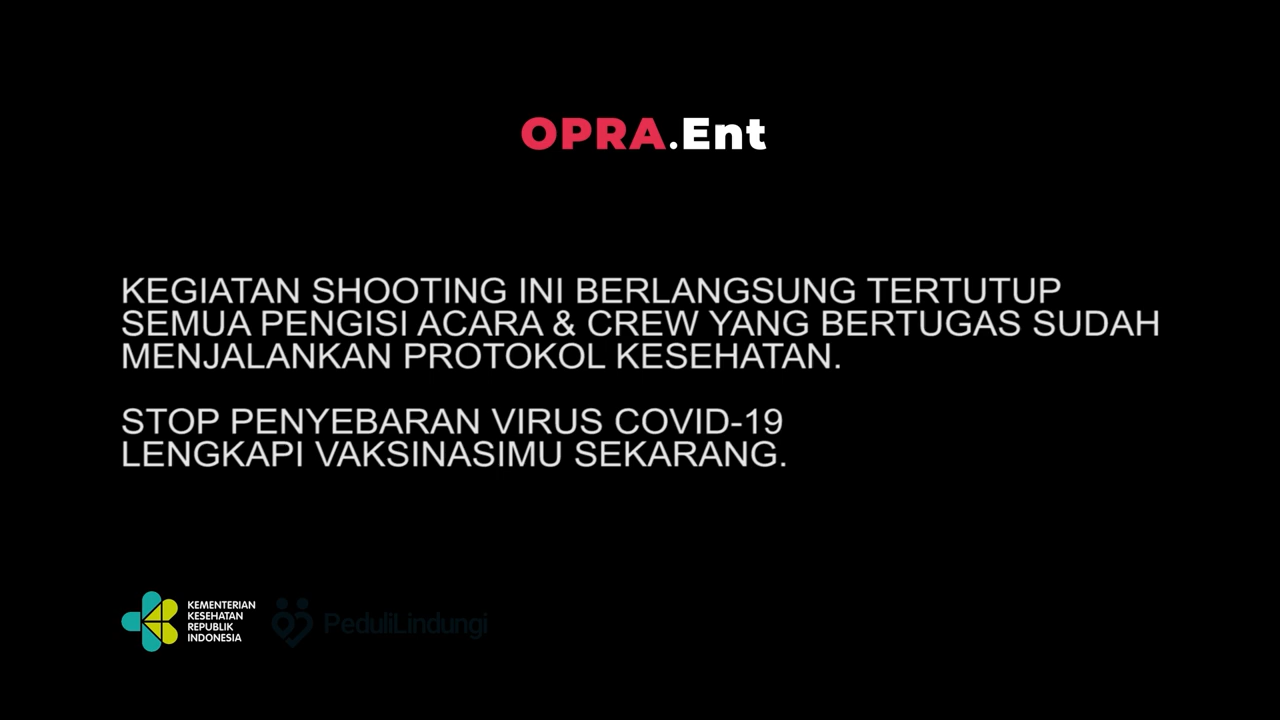 OPRA.Ent
KEGIATAN SHOOTING INI BERLANGSUNG TERTUTUP
SEMUA PENGISI ACARA & CREW YANG BERTUGAS SUDAH
MENJALANKAN PROTOKOL KESEHATAN.
STOP PENYEBARAN VIRUS COVID-19
LENGKAPI VAKSINASIMU SEKARANG.
KEMENTERIAN
KESEHATAN
REPUBLIK
INDONESIA
PeduliLindungi